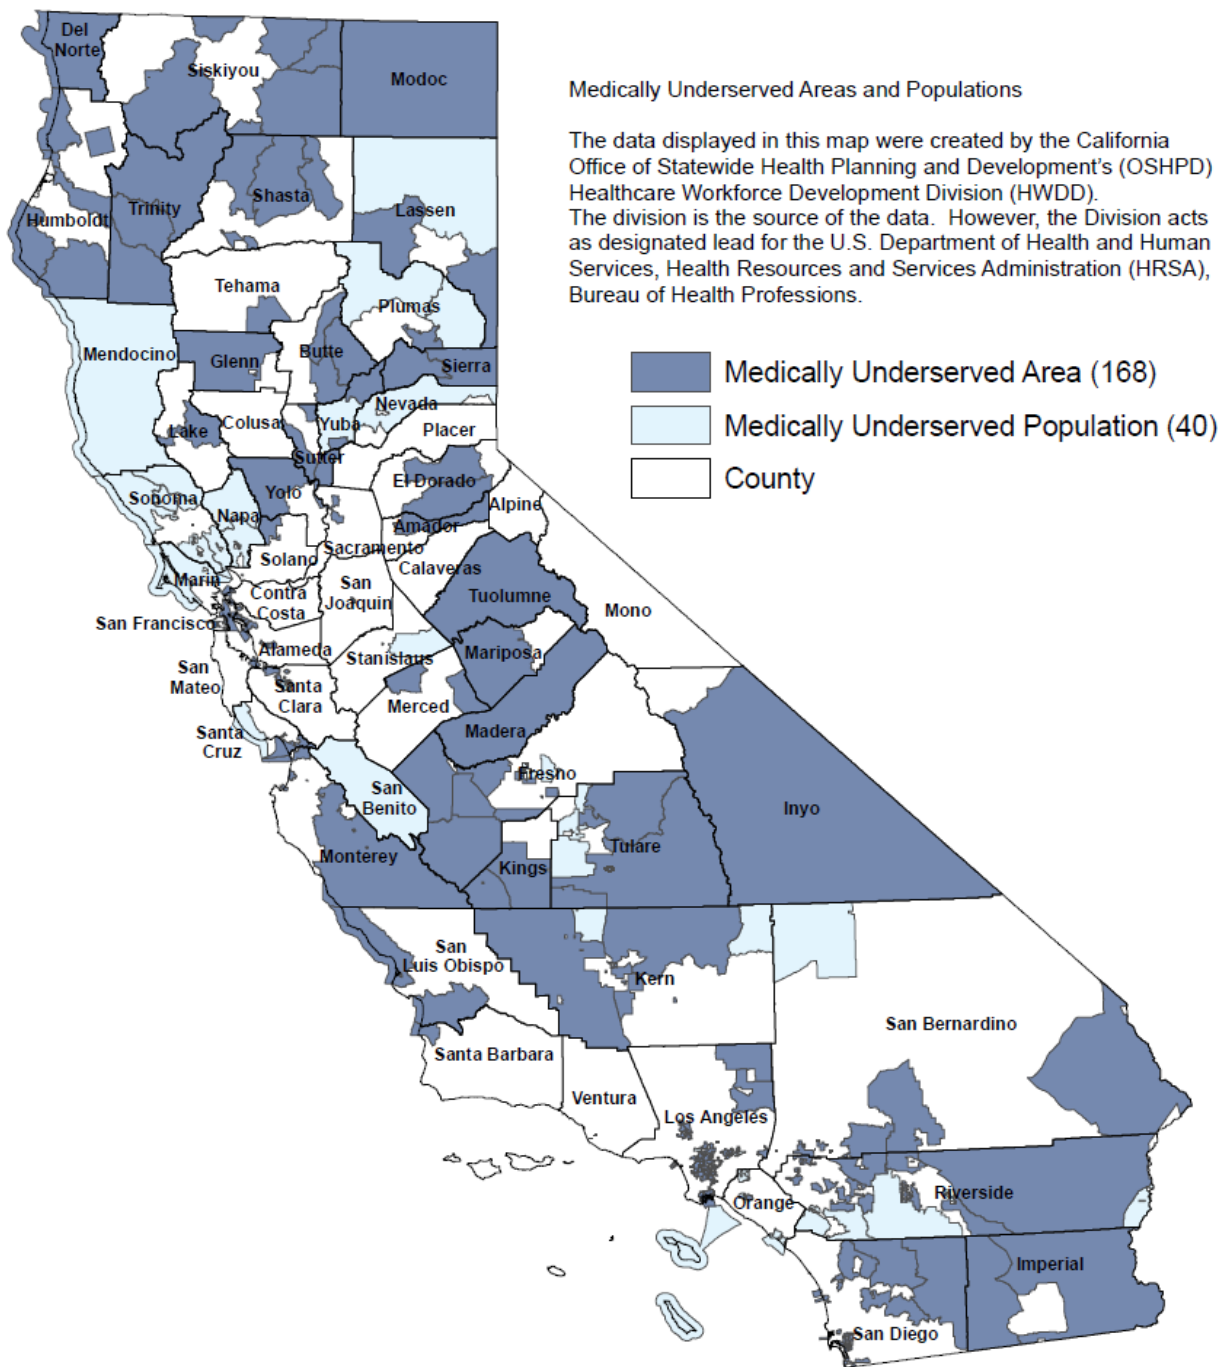 Medically Underserved Areas and Populations
The data displayed in this map were created by the California
Office of Statewide Health Planning and Development's (OSHPD)
Healthcare Workforce Development Division (HWDD).
The division is the source of the data. However, the Division acts
as designated lead for the U.S. Department of Health and Human
Services, Health Resources and Services Administration (HRSA),
Bureau of Health Professions.
Medically Underserved Area (168)
Medically Underserved Population (40)
County
Del
Norte
Siskiyou
Modoc
Humboldt
Trinity
Shasta
Lassen
Tehama
Plumas
Mendocino
Glenn
Butte
Sierra
Lake
Colusa
Yuba
Nevada
Placer
Sutter
Sonoma
Napa
Yolo
El Dorado
Alpine
Amador
Sacramento
Solano
Calaveras
Marin
Contra
Costa
San
Joaquin
Tuolumne
Mono
San Francisco
Alameda
Stanislaus
Mariposa
San
Mateo
Santa
Clara
Merced
Madera
Santa
Cruz
San
Benito
Fresno
Inyo
Monterey
Kings
Tulare
San
Luis Obispo
Kern
San Bernardino
Santa Barbara
Ventura
Los Angeles
Orange
Riverside
Imperial
San Diego